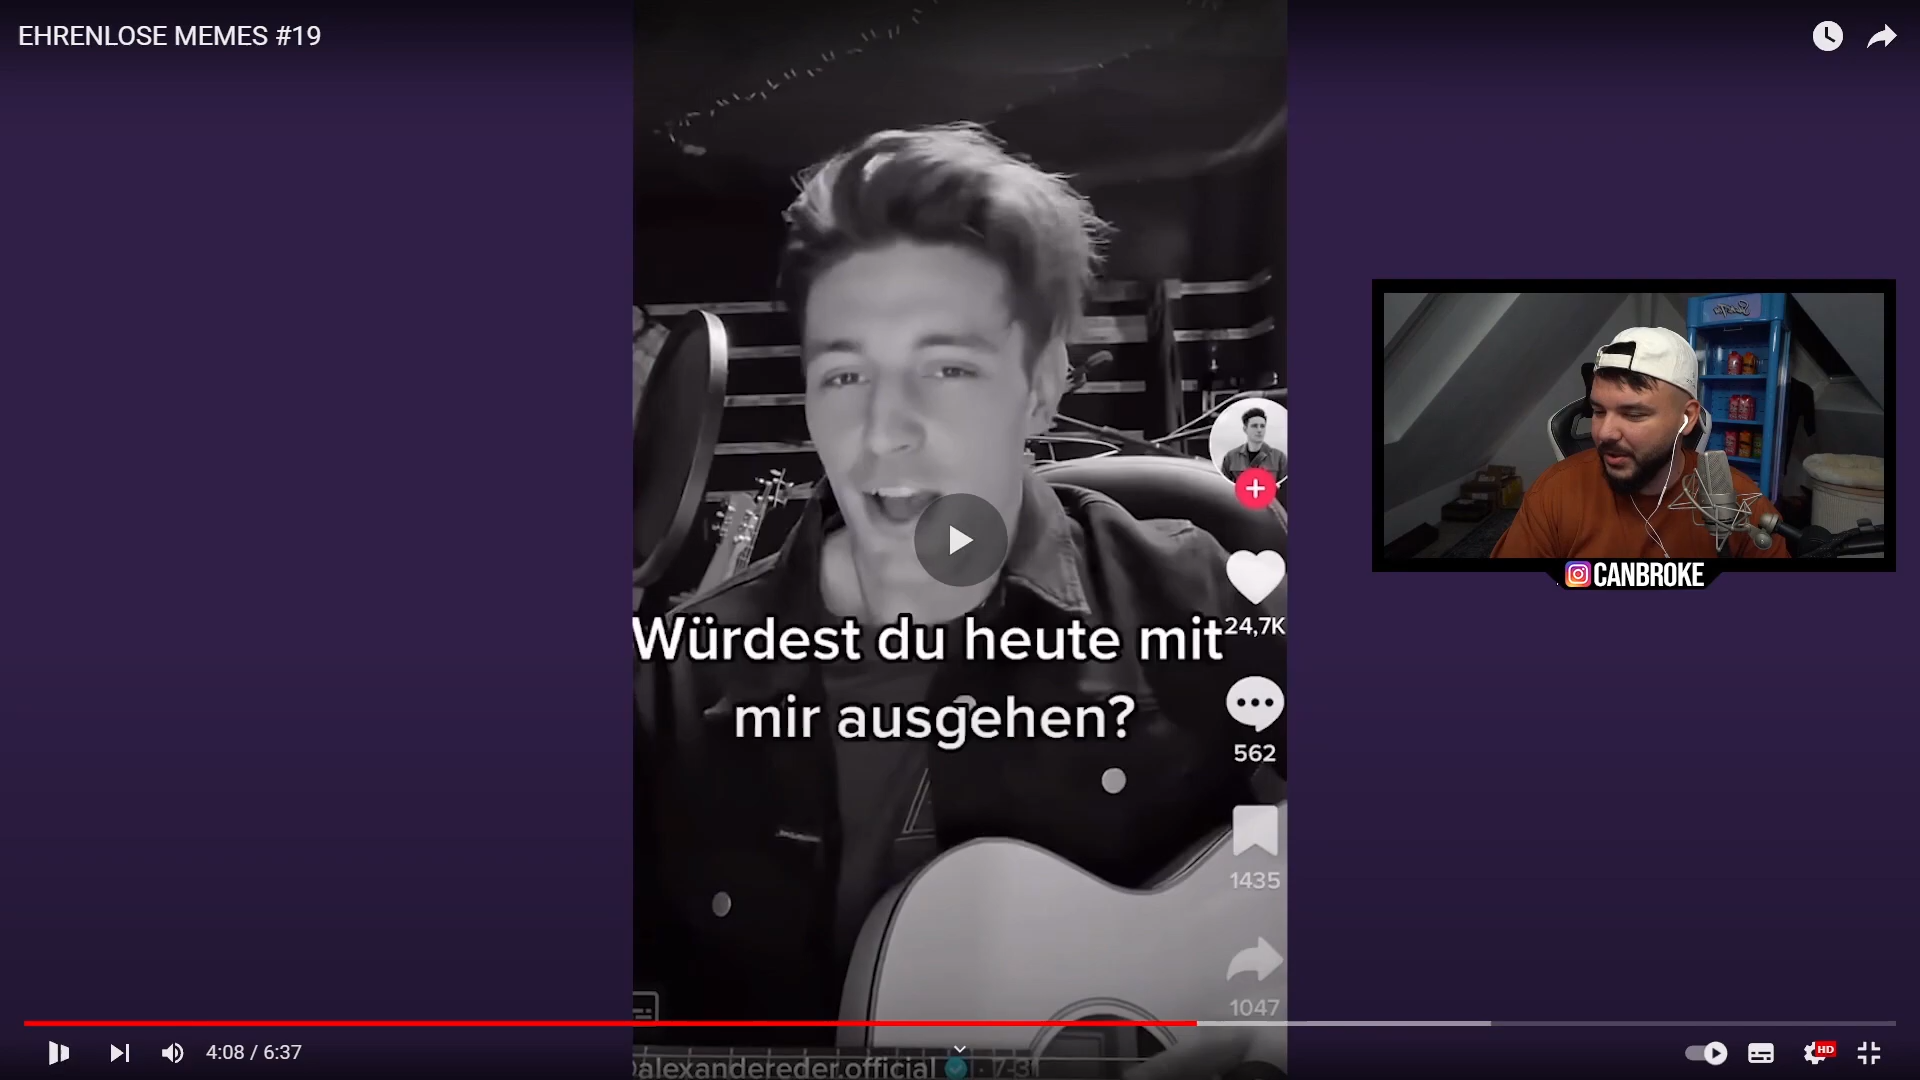 EHRENLOSE MEMES #19
Würdest du heute mit
mir ausgehen?
24,7K
562
1435
1047
CANBROKE
4:08 / 6:37
HD
alexandereder.official